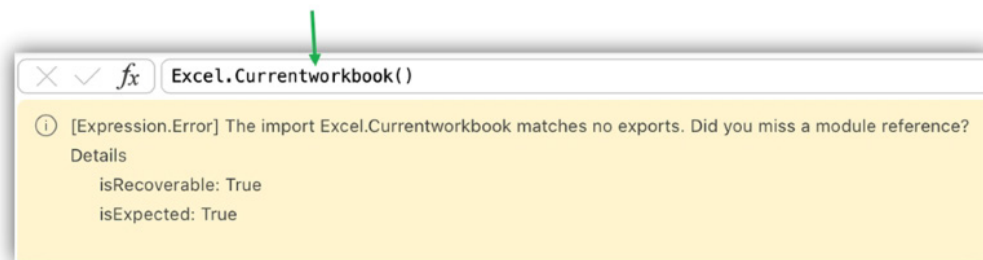 fx Excel.Currentworkbook()
[Expression.Error] The import Excel.Currentworkbook matches no exports. Did you miss a module reference?
Details
isRecoverable: True
isExpected: True